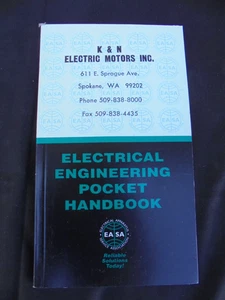 K & N
ELECTRIC MOTORS INC.
611 E. Sprague Ave.
Spokane, WA 99202
Phone 509-838-8000
Fax 509-838-4435
ELECTRICAL
ENGINEERING
POCKET
HANDBOOK
EASA
Reliable
Solutions
Today!